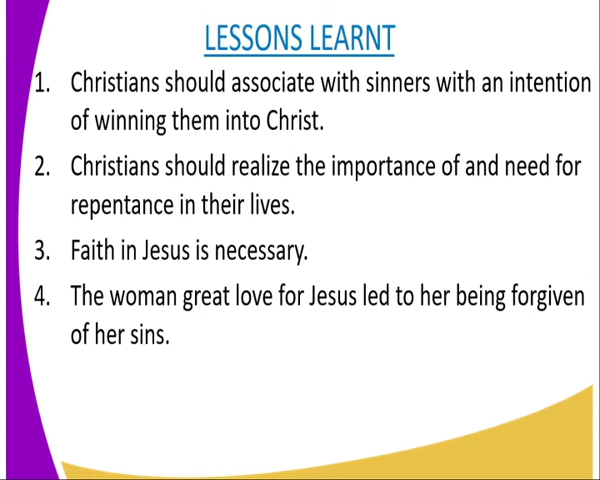 LESSONS LEARNT
1. Christians should associate with sinners with an intention
of winning them into Christ.
2. Christians should realize the importance of and need for
repentance in their lives.
3. Faith in Jesus is necessary.
4. The woman great love for Jesus led to her being forgiven
of her sins.